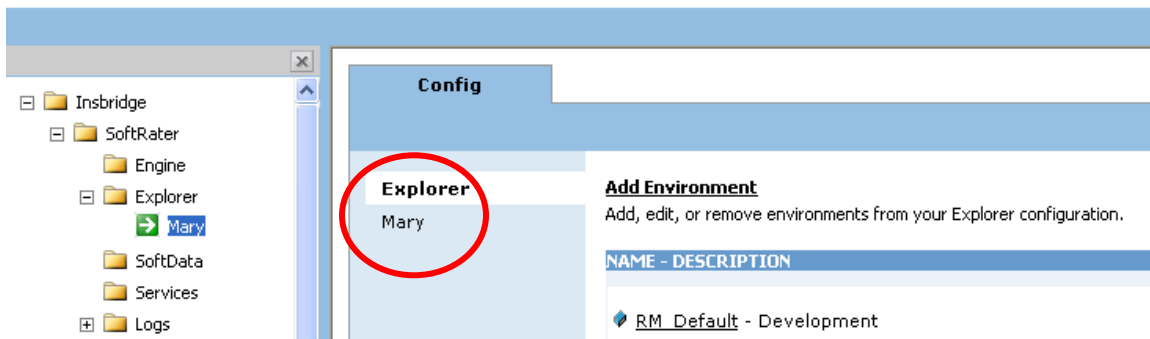 Insbridge
SoftRater
Engine
Explorer
Mary
SoftData
Services
Logs
Config
Explorer
Mary
Add Environment
Add, edit, or remove environments from your Explorer configuration.
NAME - DESCRIPTION
RM_Default - Development